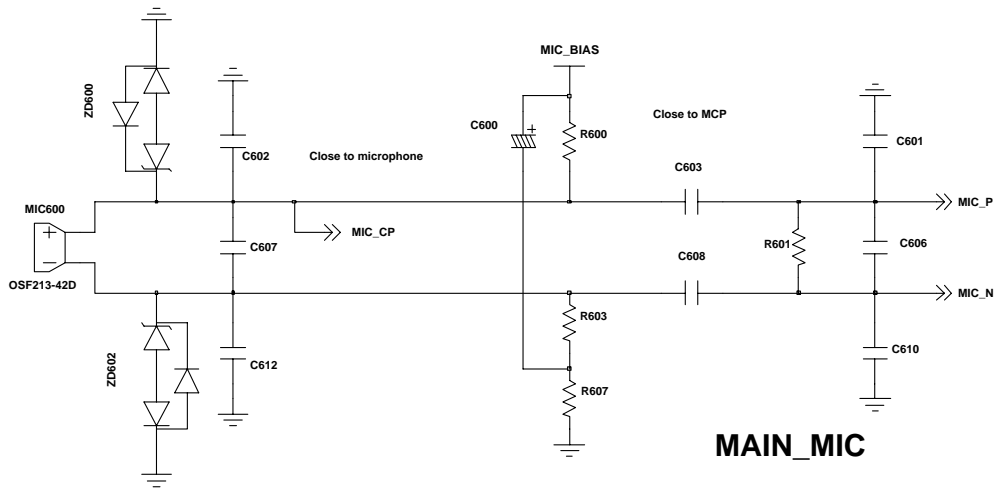 MIC_BIAS
ZD600
C600
R600
Close to MCP
C601
C602
Close to microphone
C603
MIC600
MIC_P
+
MIC_CP
C607
R601
C606
C608
OSF213-42D
MIC_N
R603
ZD602
C612
C610
R607
MAIN_MIC